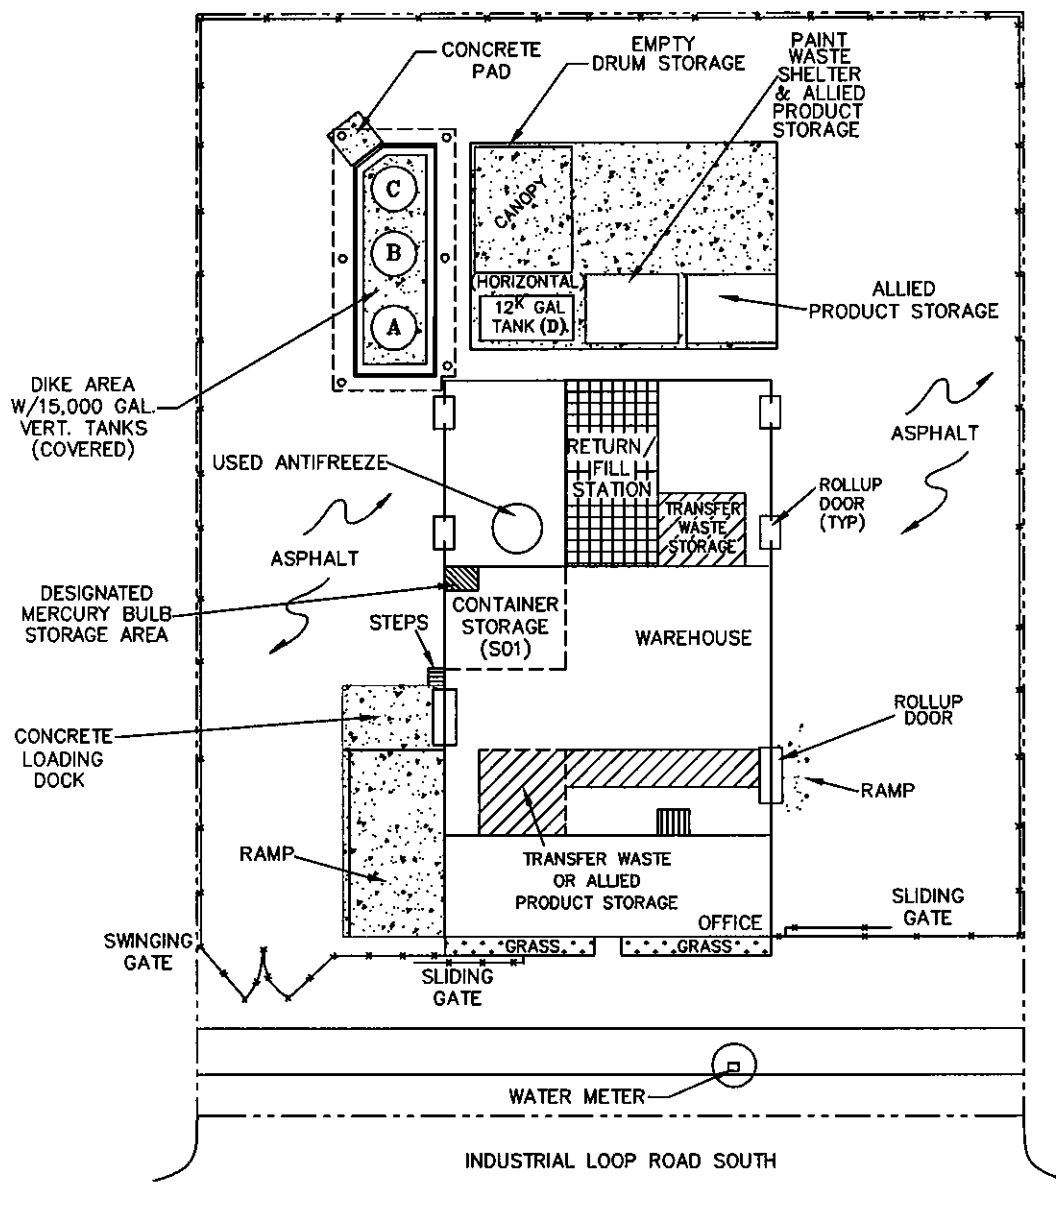 CONCRETE
PAD
EMPTY
DRUM STORAGE
PAINT
WASTE
SHELTER
& ALLIED
PRODUCT
STORAGE
C
B
A
CANOPY
(HORIZONTAL)
12K GAL
TANK (D).
ALLIED
PRODUCT STORAGE
DIKE AREA
W/15,000 GAL.
VERT. TANKS
(COVERED)
ASPHALT
USED ANTIFREEZE
RETURN/
FILL
STATION
TRANSFER
WASTE
STORAGE
ROLLUP
DOOR
(TYP)
ASPHALT
DESIGNATED
MERCURY BULB
STORAGE AREA
STEPS
CONTAINER
STORAGE
(S01)
WAREHOUSE
CONCRETE
LOADING
DOCK
ROLLUP
DOOR
RAMP
RAMP
TRANSFER WASTE
OR ALLIED
PRODUCT STORAGE
OFFICE
SLIDING
GATE
SWINGING
GATE
GRASS
GRASS
SLIDING
GATE
WATER METER
INDUSTRIAL LOOP ROAD SOUTH